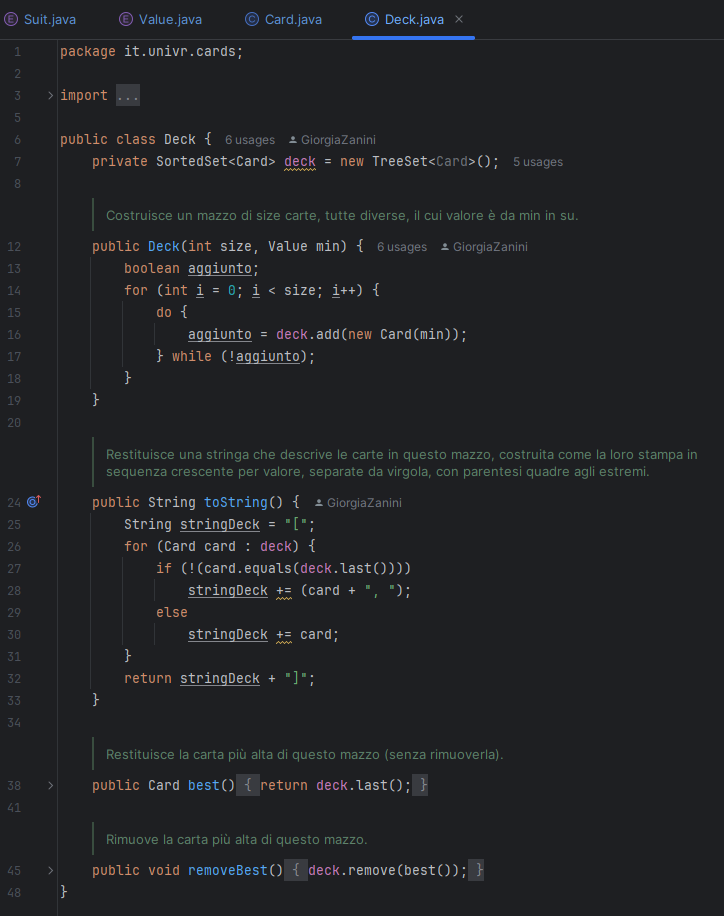 Suit.java Value.java Card.java Deck.java ×
1 package it.univr.cards;
2
3 import ...
5
6 public class Deck { 6 usages GiorgiaZanini
7 private SortedSet<Card> deck = new TreeSet<Card>(); 5 usages
8
Costruisce un mazzo di size carte, tutte diverse, il cui valore è da min in su.
12 public Deck(int size, Value min) { 6 usages GiorgiaZanini
13 boolean aggiunto;
14 for (int i = 0; i < size; i++) {
15 do {
16 aggiunto = deck.add(new Card(min));
17 } while (!aggiunto);
18 }
19 }
20
Restituisce una stringa che descrive le carte in questo mazzo, costruita come la loro stampa in
sequenza crescente per valore, separate da virgola, con parentesi quadre agli estremi.
24 public String toString() { GiorgiaZanini
25 String stringDeck = "[";
26 for (Card card : deck) {
27 if (!(card.equals(deck.last())))
28 stringDeck += (card + ", ");
29 else
30 stringDeck += card;
31 }
32 return stringDeck + "]";
33 }
34
Restituisce la carta più alta di questo mazzo (senza rimuoverla).
38 public Card best() { return deck.last(); }
41
Rimuove la carta più alta di questo mazzo.
45 public void removeBest() { deck.remove(best()); }
48 }